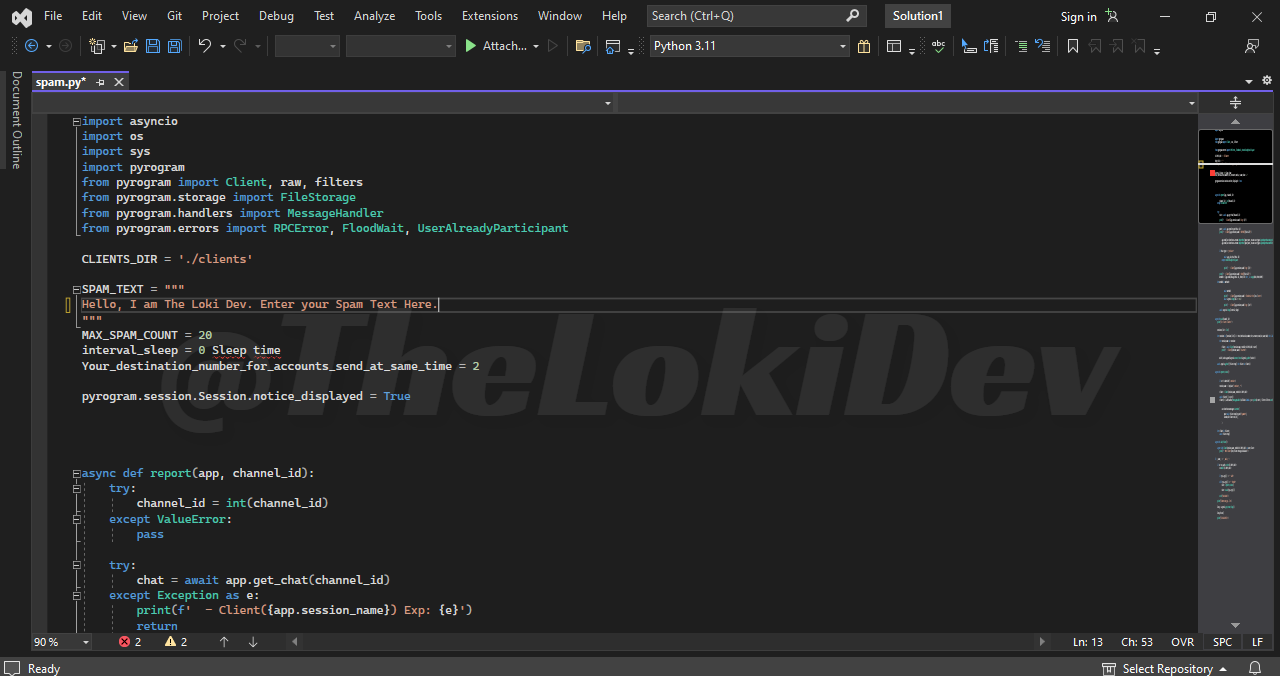 File Edit View Git Project Debug Test Analyze Tools Extensions Window Help Search (Ctrl+Q) Solution1 Sign in
Attach... Python 3.11 abc
Document Outline
spam.py*
import asyncio
import os
import sys
import pyrogram
from pyrogram import Client, raw, filters
from pyrogram.storage import FileStorage
from pyrogram.handlers import MessageHandler
from pyrogram.errors import RPCError, FloodWait, UserAlreadyParticipant
CLIENTS_DIR = './clients'
SPAM_TEXT = """
Hello, I am The Loki Dev. Enter your Spam Text Here.
"""
MAX_SPAM_COUNT = 20
interval_sleep = 0 Sleep time
Your_destination_number_for_accounts_send_at_same_time = 2
pyrogram.session.Session.notice_displayed = True
@TheLokiDev
async def report(app, channel_id):
try:
channel_id = int(channel_id)
except ValueError:
pass
try:
chat = await app.get_chat(channel_id)
except Exception as e:
print(f'  - Client({app.session_name}) Exp: {e}')
return
90 % 2 2 Ln: 13 Ch: 53 OVR SPC LF
Ready Select Repository